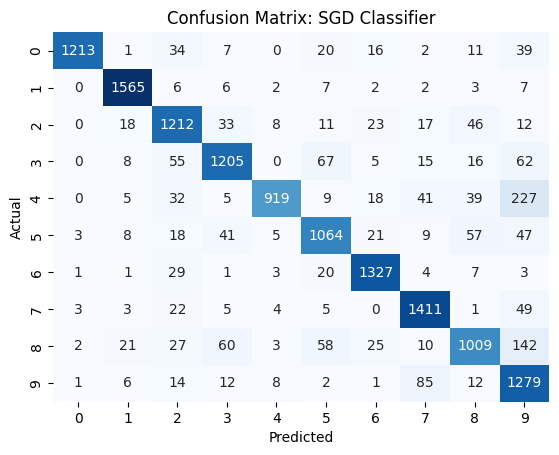 Confusion Matrix: SGD Classifier
Actual
0 1213 1 34 7 0 20 16 2 11 39
1 0 1565 6 6 2 7 2 2 3 7
2 0 18 1212 33 8 11 23 17 46 12
3 0 8 55 1205 0 67 5 15 16 62
4 0 5 32 5 919 9 18 41 39 227
5 3 8 18 41 5 1064 21 9 57 47
6 1 1 29 1 3 20 1327 4 7 3
7 3 3 22 5 4 5 0 1411 1 49
8 2 21 27 60 3 58 25 10 1009 142
9 1 6 14 12 8 2 1 85 12 1279
0 1 2 3 4 5 6 7 8 9
Predicted